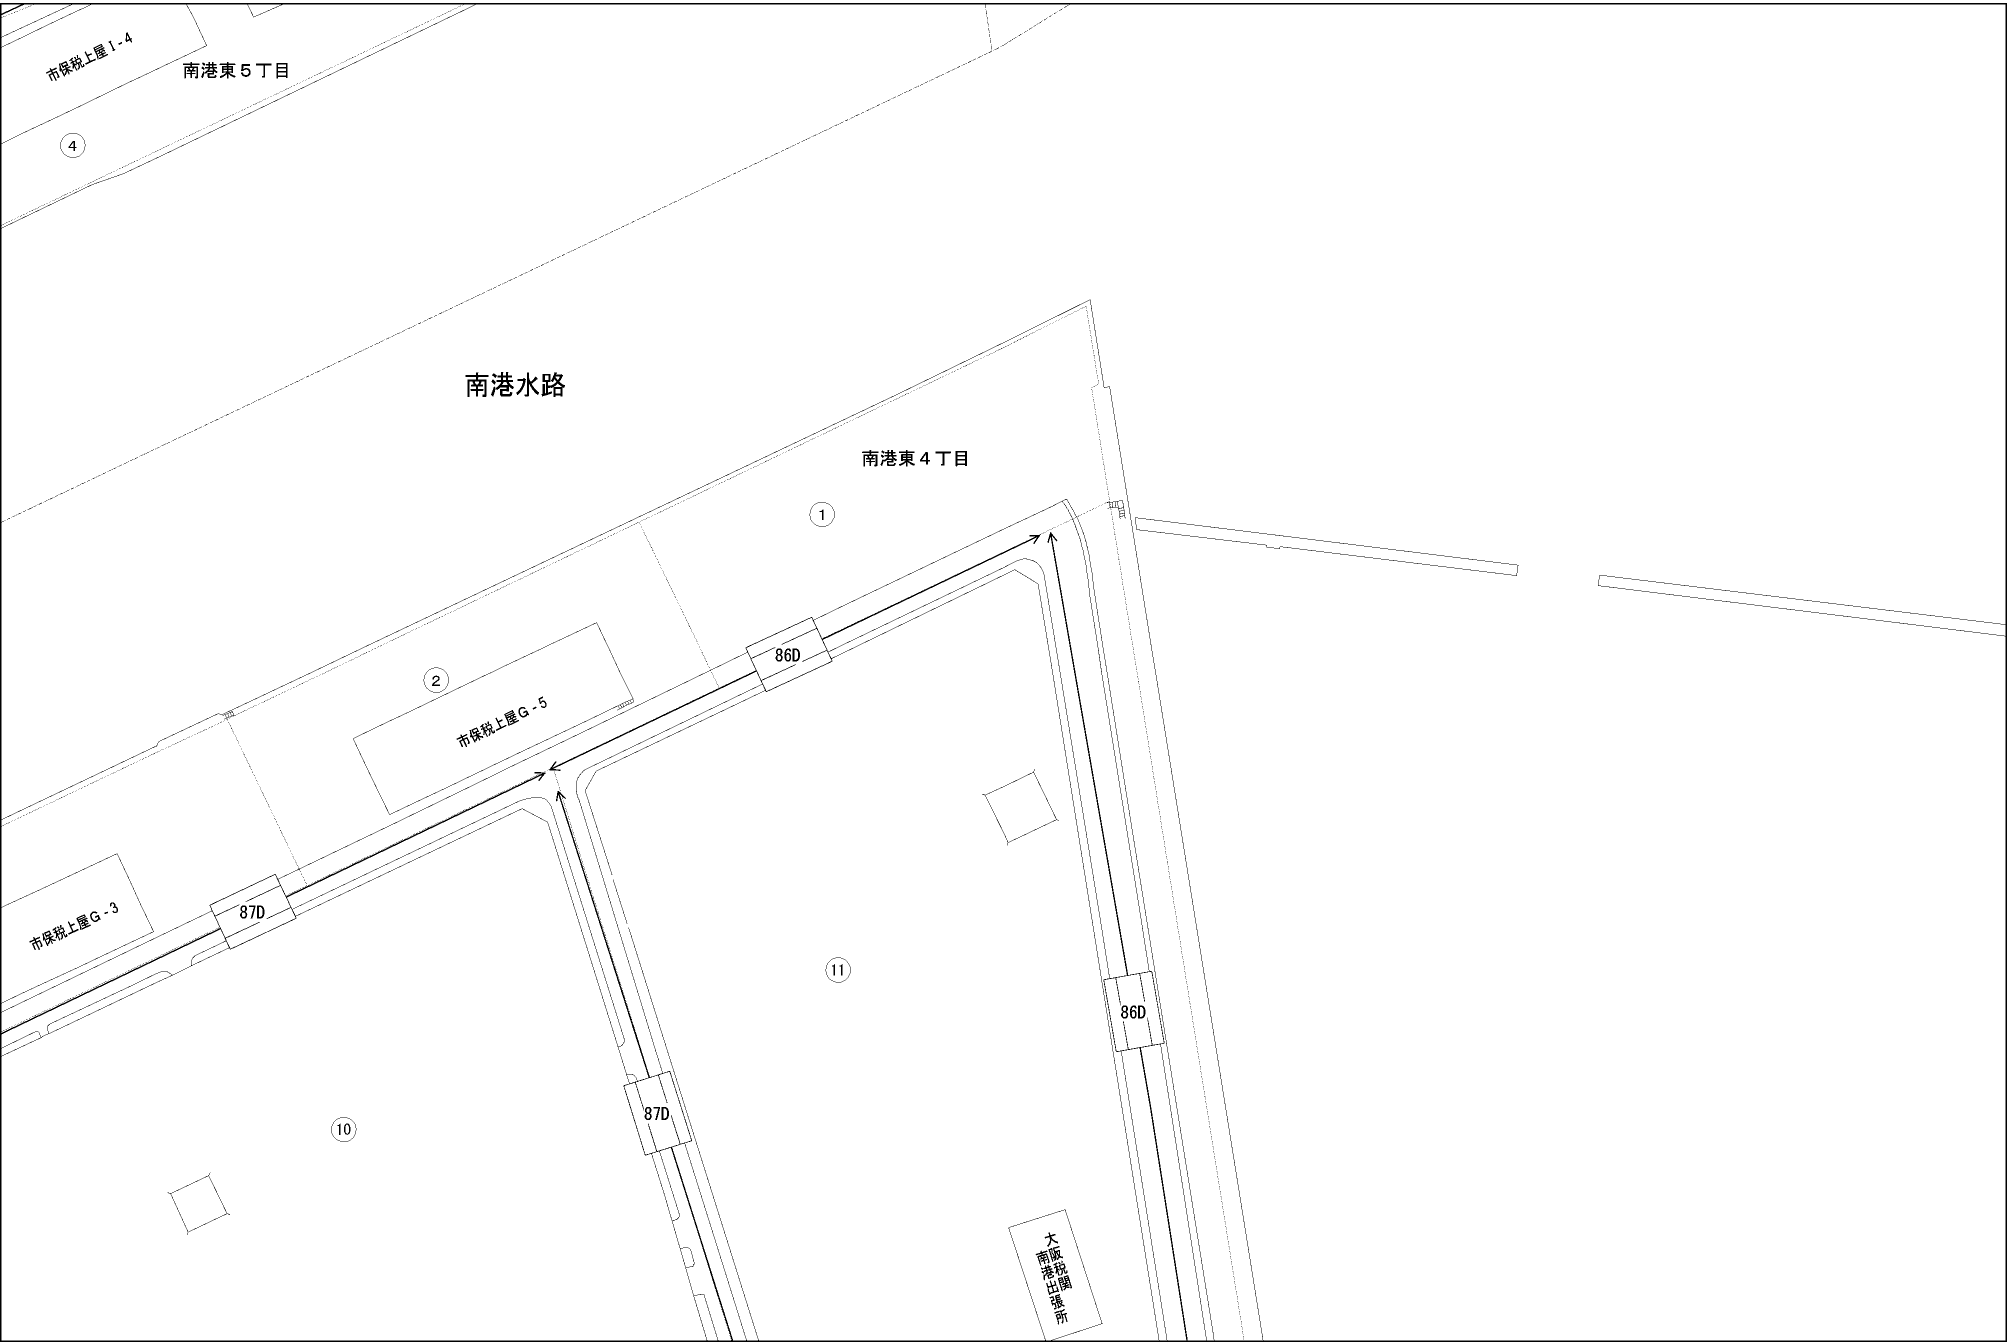 市保税上屋Ｉ-４
南港東５丁目
4
南港水路
南港東４丁目
1
86D
2
市保税上屋Ｇ-５
87D
市保税上屋Ｇ-３
11
86D
87D
10
大阪税関
南港出張所